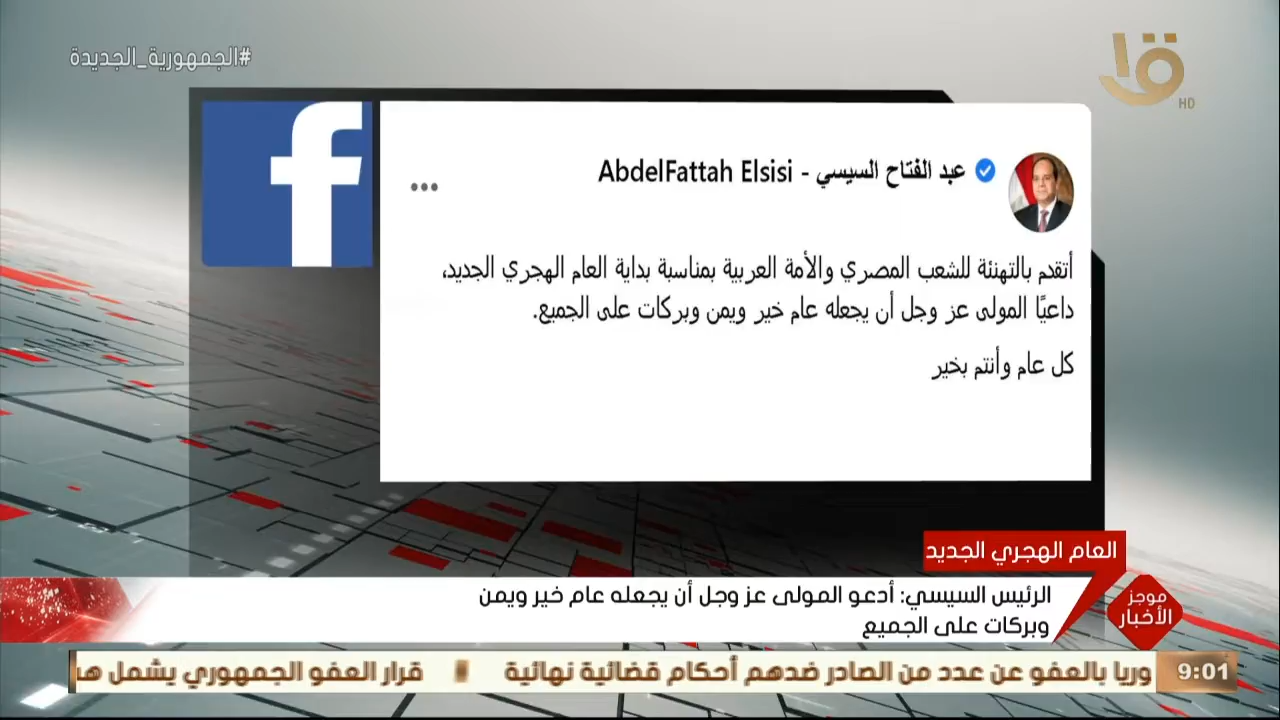 #الجمهورية_الجديدة
HD
عبد الفتاح السيسي - AbdelFattah Elsisi
أتقدم بالتهنئة للشعب المصري والأمة العربية بمناسبة بداية العام الهجري الجديد،
داعيًا المولى عز وجل أن يجعله عام خير ويمن وبركات على الجميع.
كل عام وأنتم بخير
العام الهجري الجديد
موجز
الأخبار
الرئيس السيسي: أدعو المولى عز وجل أن يجعله عام خير ويمن
وبركات على الجميع
9:01 وريا بالعفو عن عدد من الصادر ضدهم أحكام قضائية نهائية قرار العفو الجمهوري يشمل